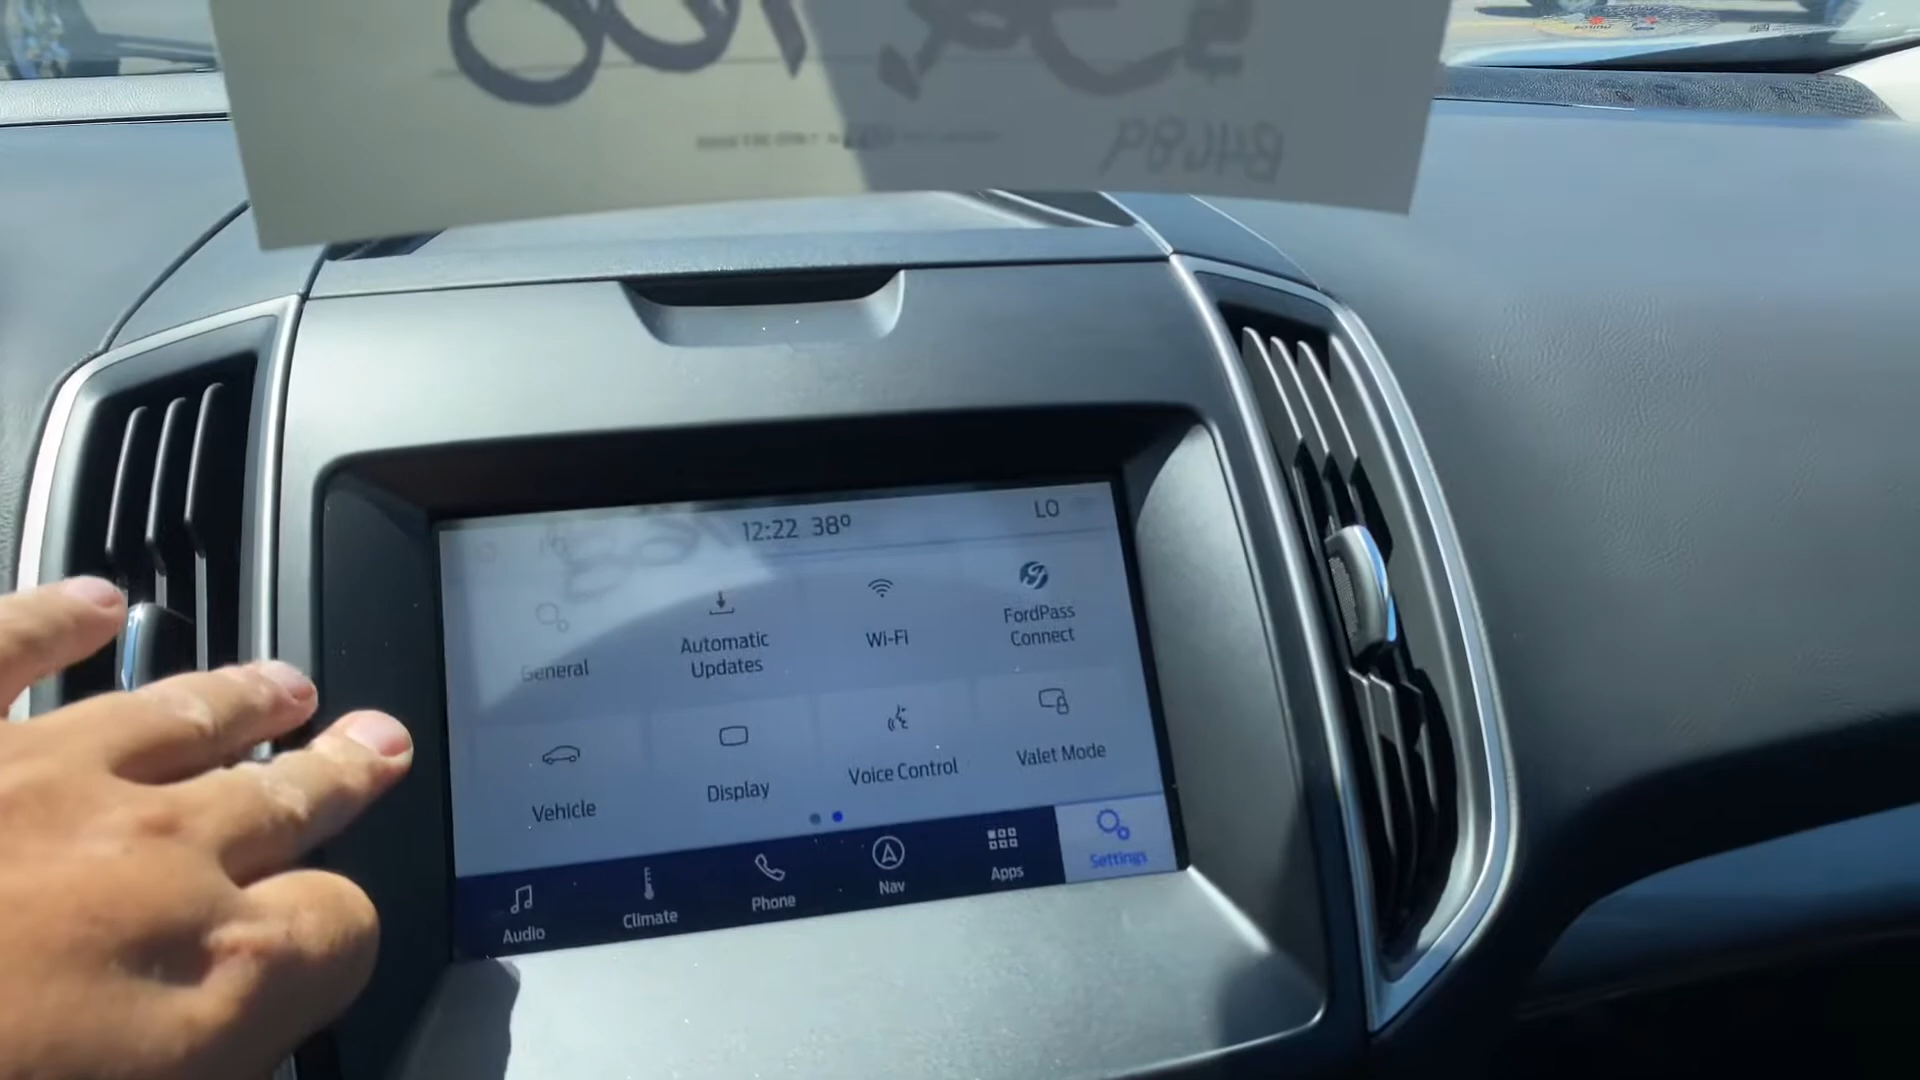 B4689
12:22 38°
LO
General
Automatic
Updates
Wi-Fi
FordPass
Connect
Vehicle
Display
Voice Control
Valet Mode
Audio
Climate
Phone
Nav
Apps
Settings